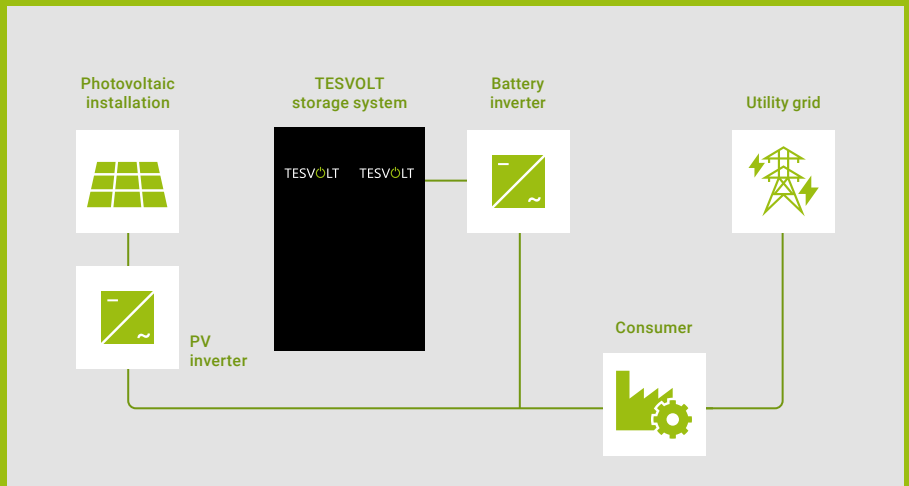 Photovoltaic
installation
TESVOLT
storage system
Battery
inverter
Utility grid
TESVOLT TESVOLT
PV
inverter
Consumer